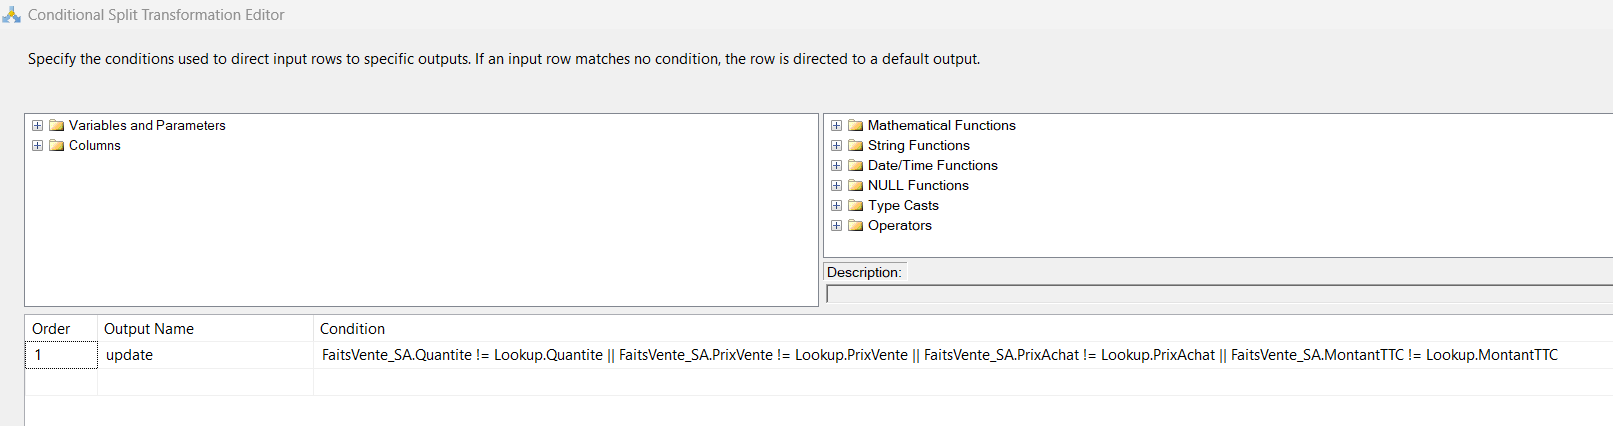 Conditional Split Transformation Editor
Specify the conditions used to direct input rows to specific outputs. If an input row matches no condition, the row is directed to a default output.
Variables and Parameters
Columns
Mathematical Functions
String Functions
Date/Time Functions
NULL Functions
Type Casts
Operators
Description:
Order Output Name Condition
1 update FaitsVente_SA.Quantite != Lookup.Quantite || FaitsVente_SA.PrixVente != Lookup.PrixVente || FaitsVente_SA.PrixAchat != Lookup.PrixAchat || FaitsVente_SA.MontantTTC != Lookup.MontantTTC